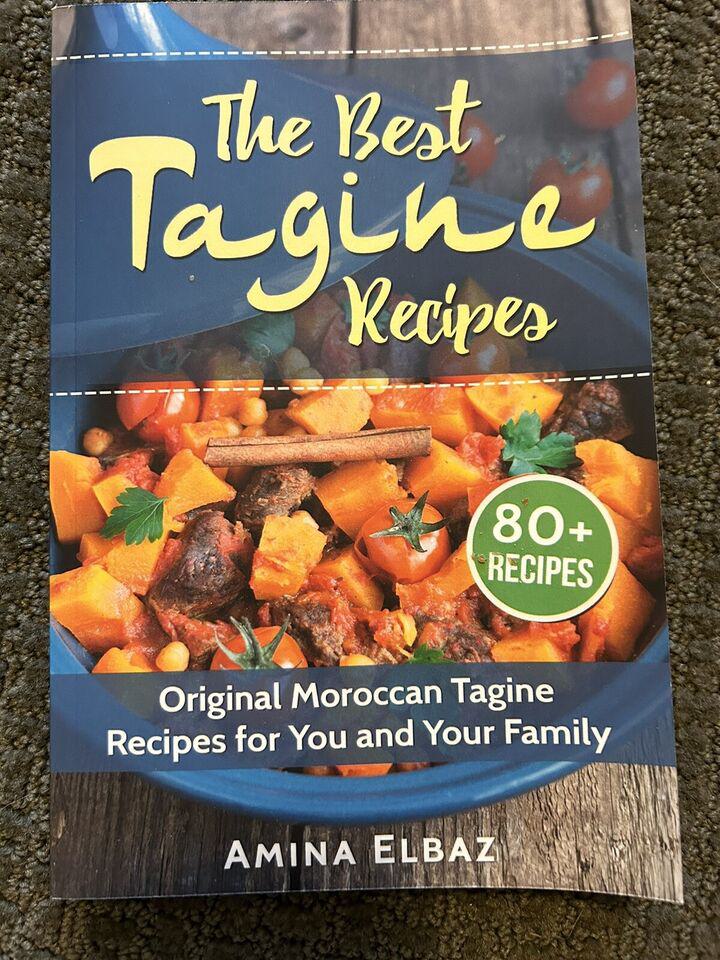 The Best
Tagine
Recipes
80+
RECIPES
Original Moroccan Tagine
Recipes for You and Your Family
AMINA ELBAZ